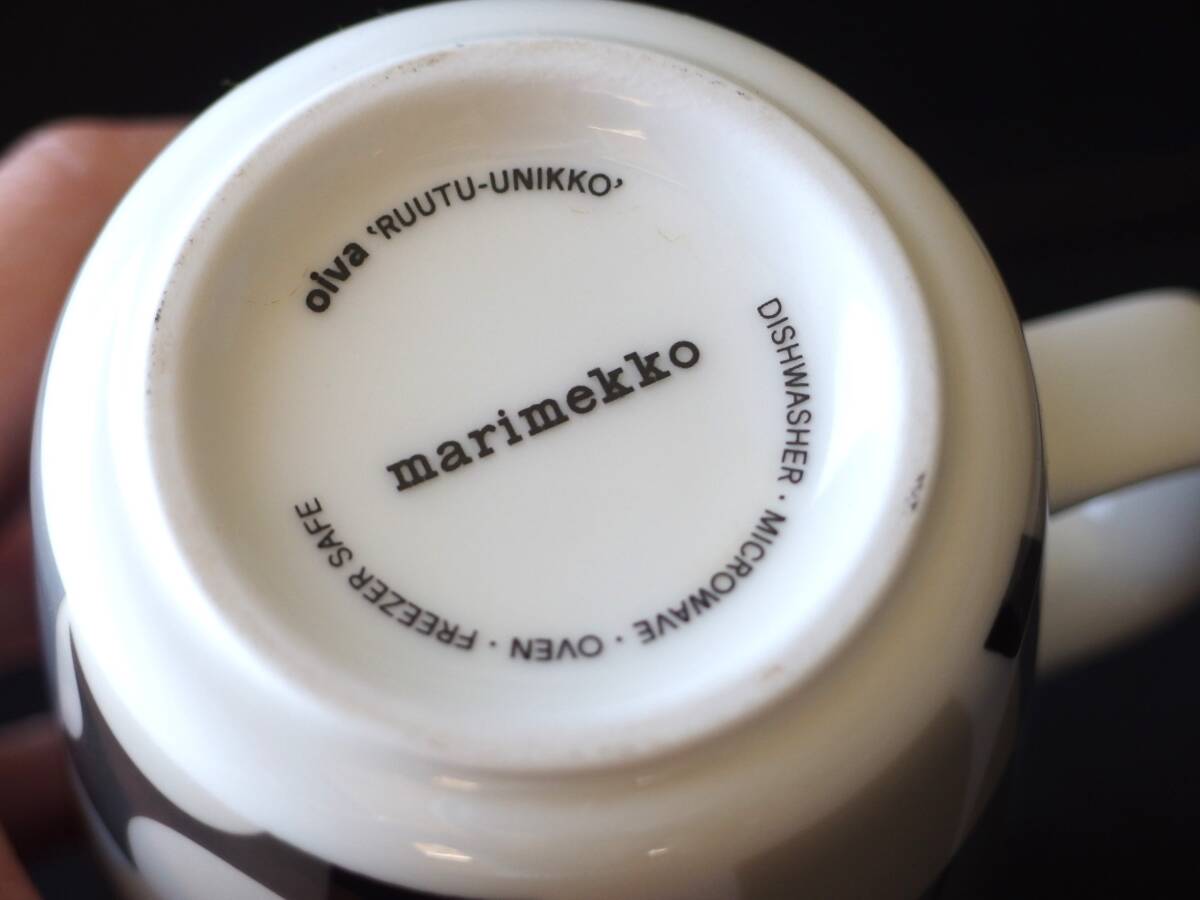 oiva ‘RUUTU-UNIKKO’
marimekko
DISHWASHER · MICROWAVE · OVEN · FREEZER SAFE